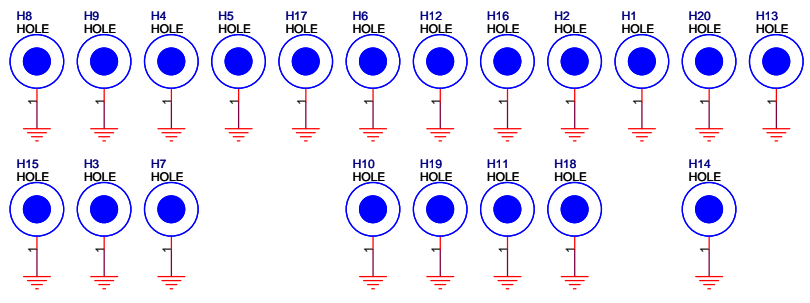 H8 H9 H4 H5 H17 H6 H12 H16 H2 H1 H20 H13
HOLE HOLE HOLE HOLE HOLE HOLE HOLE HOLE HOLE HOLE HOLE HOLE
1 1 1 1 1 1 1 1 1 1 1 1
H15 H3 H7 H10 H19 H11 H18 H14
HOLE HOLE HOLE HOLE HOLE HOLE HOLE HOLE
1 1 1 1 1 1 1 1